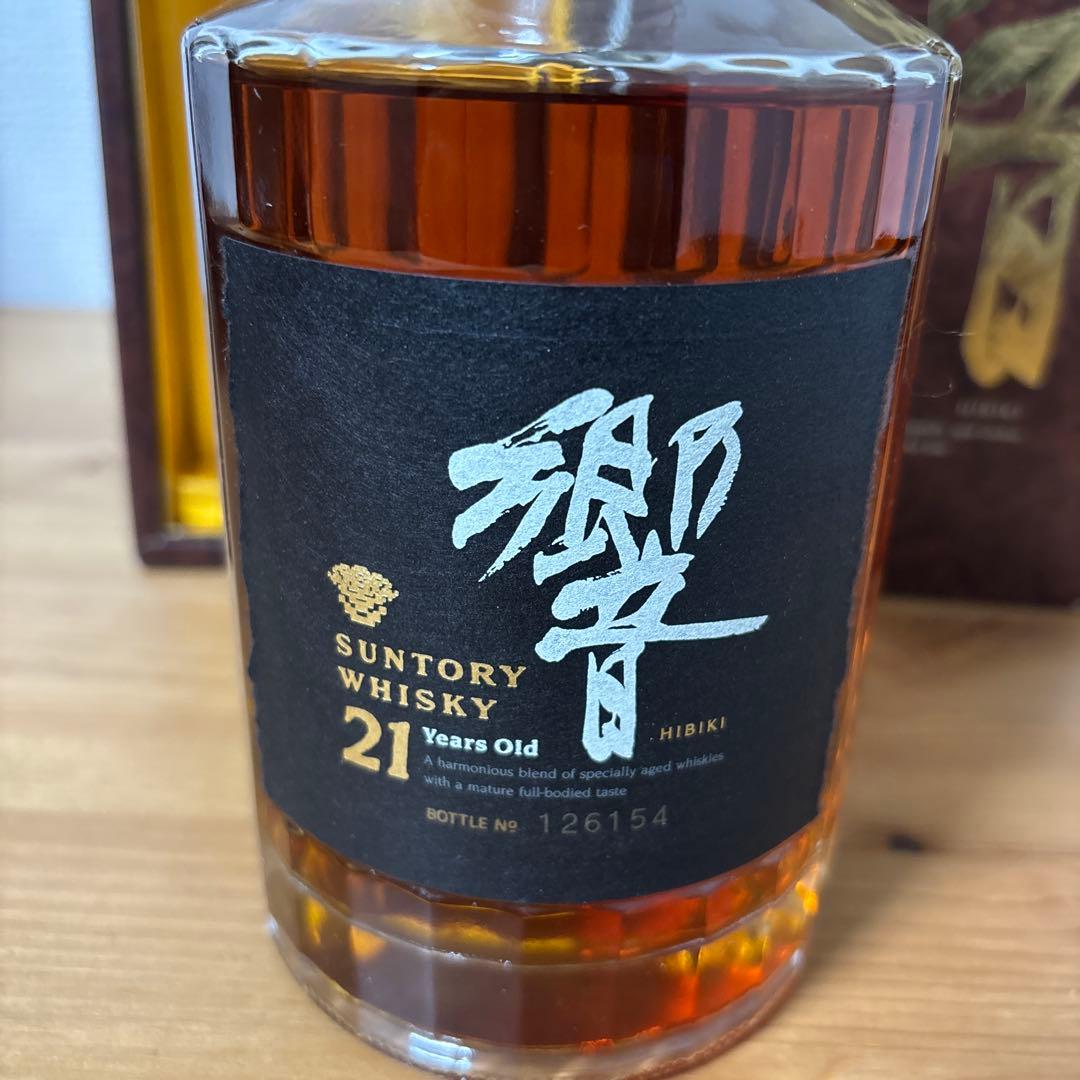 響
SUNTORY
WHISKY
21 Years Old
HIBIKI
A harmonious blend of specially aged whiskies
with a mature full-bodied taste
BOTTLE Nº 126154